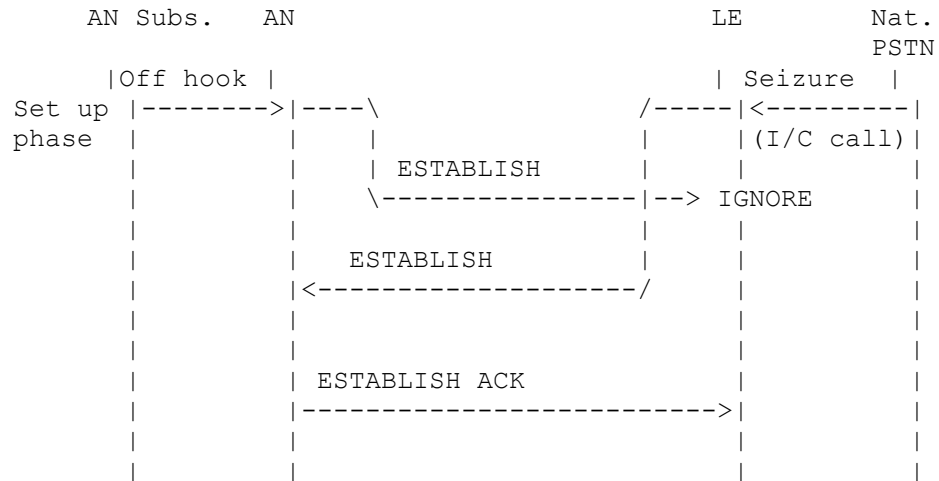 AN Subs. AN LE Nat.
PSTN
Off hook Seizure
Set up
phase (I/C call)
ESTABLISH
IGNORE
ESTABLISH
ESTABLISH ACK